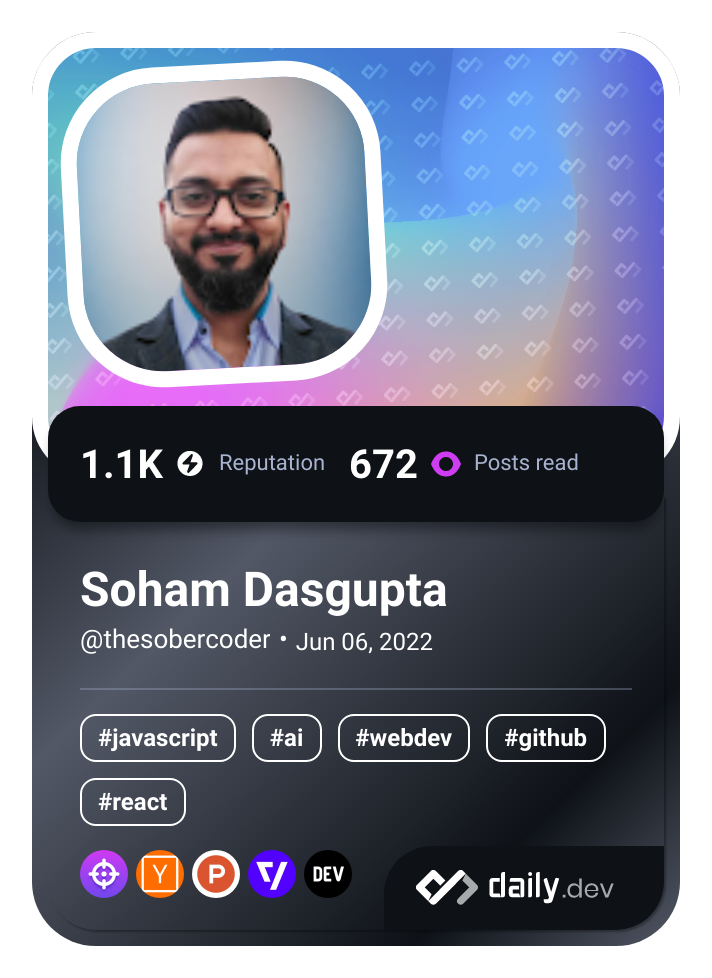 1.1K Reputation 672 Posts read
Soham Dasgupta
@thesobercoder • Jun 06, 2022
#javascript #ai #webdev #github
#react
Y P DEV daily.dev